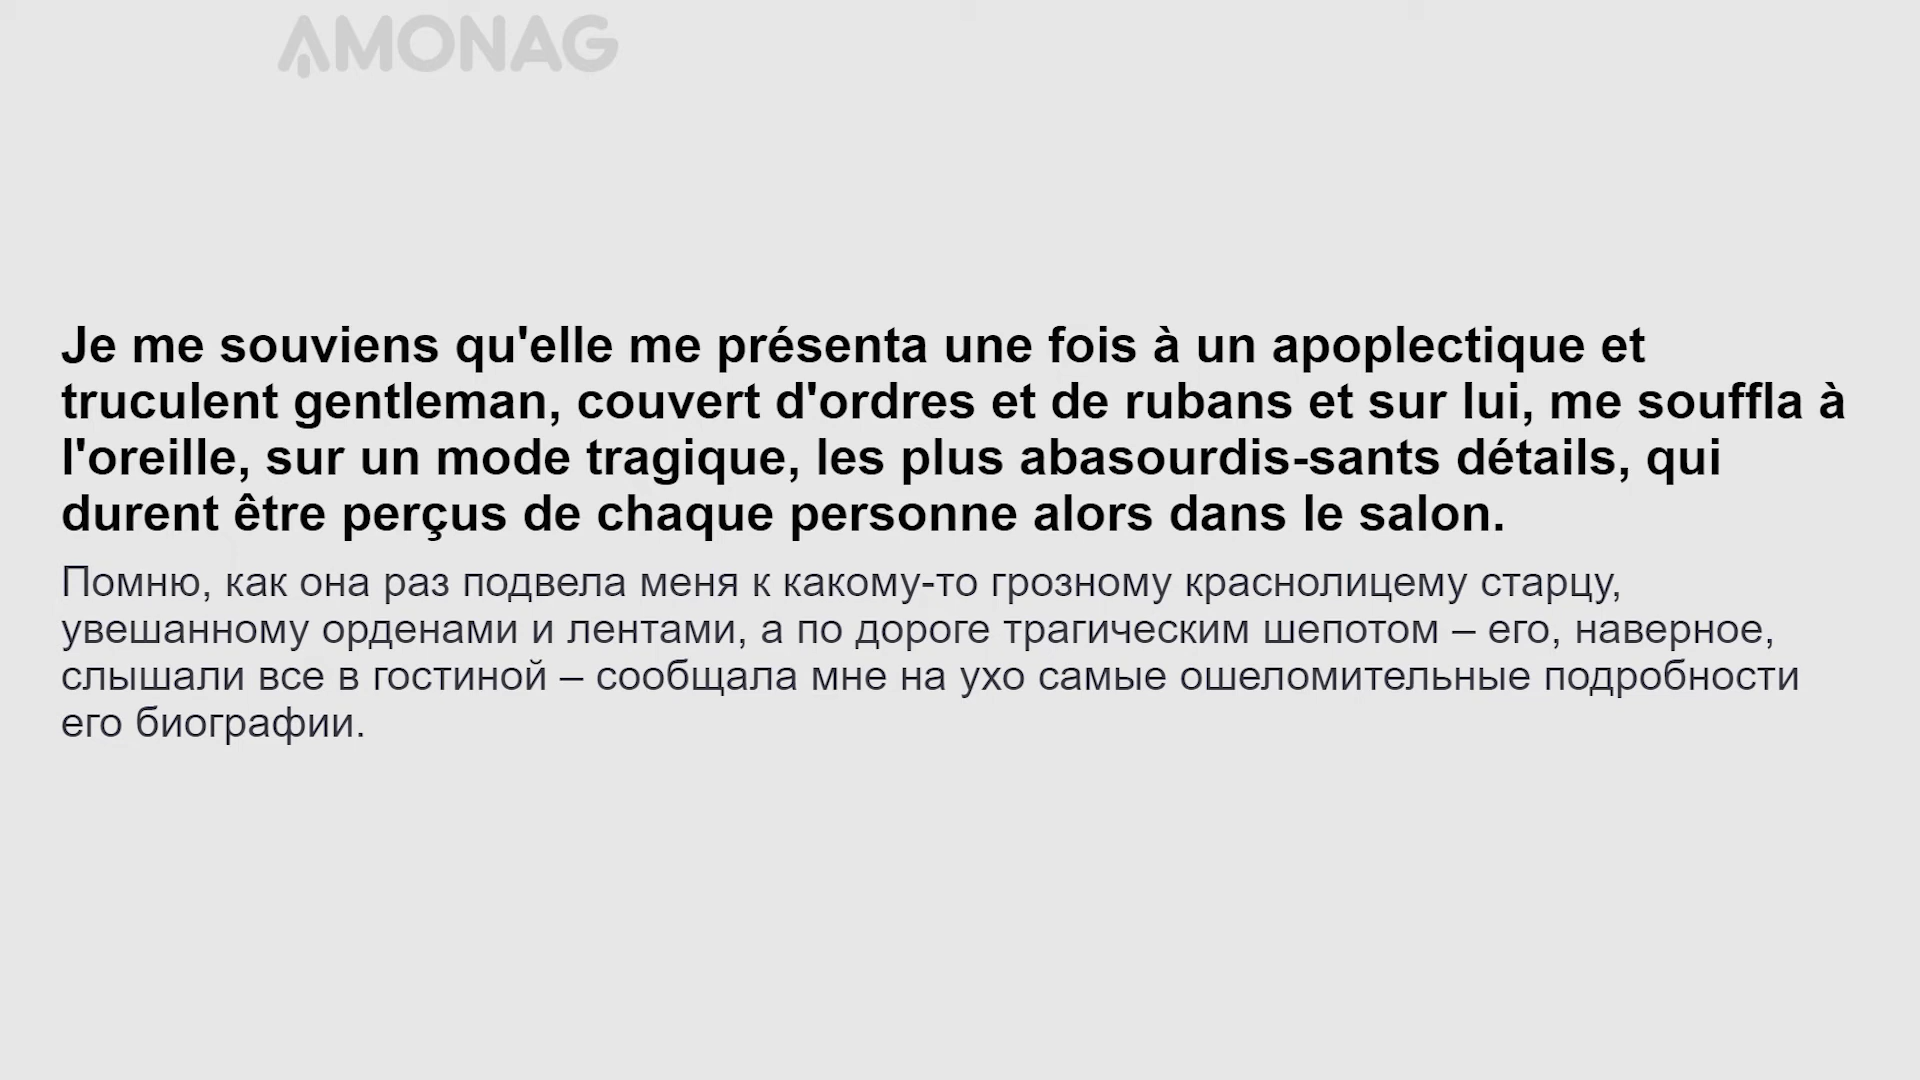 AMONAG
Je me souviens qu'elle me présenta une fois à un apoplectique et
truculent gentleman, couvert d'ordres et de rubans et sur lui, me souffla à
l'oreille, sur un mode tragique, les plus abasourdis-sants détails, qui
durent être perçus de chaque personne alors dans le salon.
Помню, как она раз подвела меня к какому-то грозному краснолицему старцу,
увешанному орденами и лентами, а по дороге трагическим шепотом – его, наверное,
слышали все в гостиной – сообщала мне на ухо самые ошеломительные подробности
его биографии.